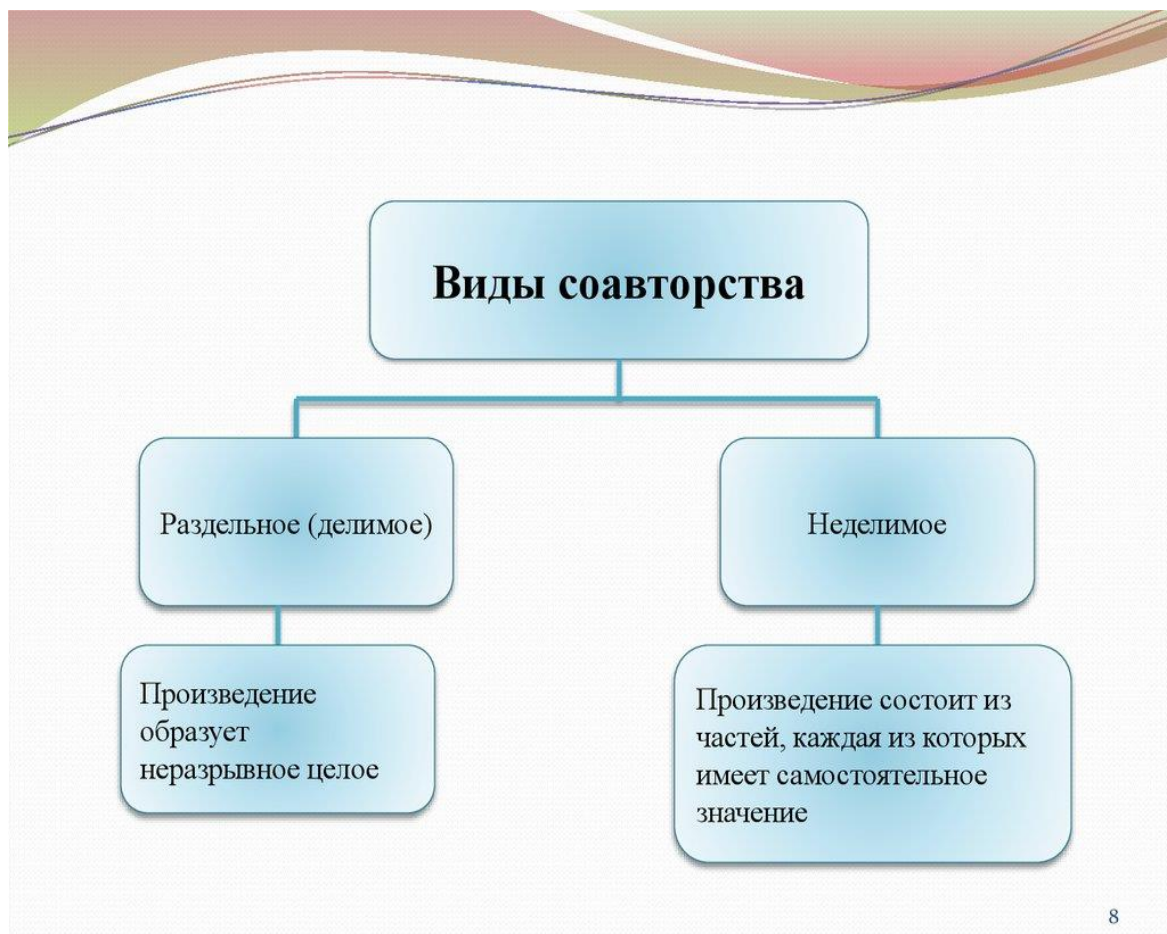 Виды соавторства
Раздельное (делимое)
Неделимое
Произведение
образует
неразрывное целое
Произведение состоит из
частей, каждая из которых
имеет самостоятельное
значение
8